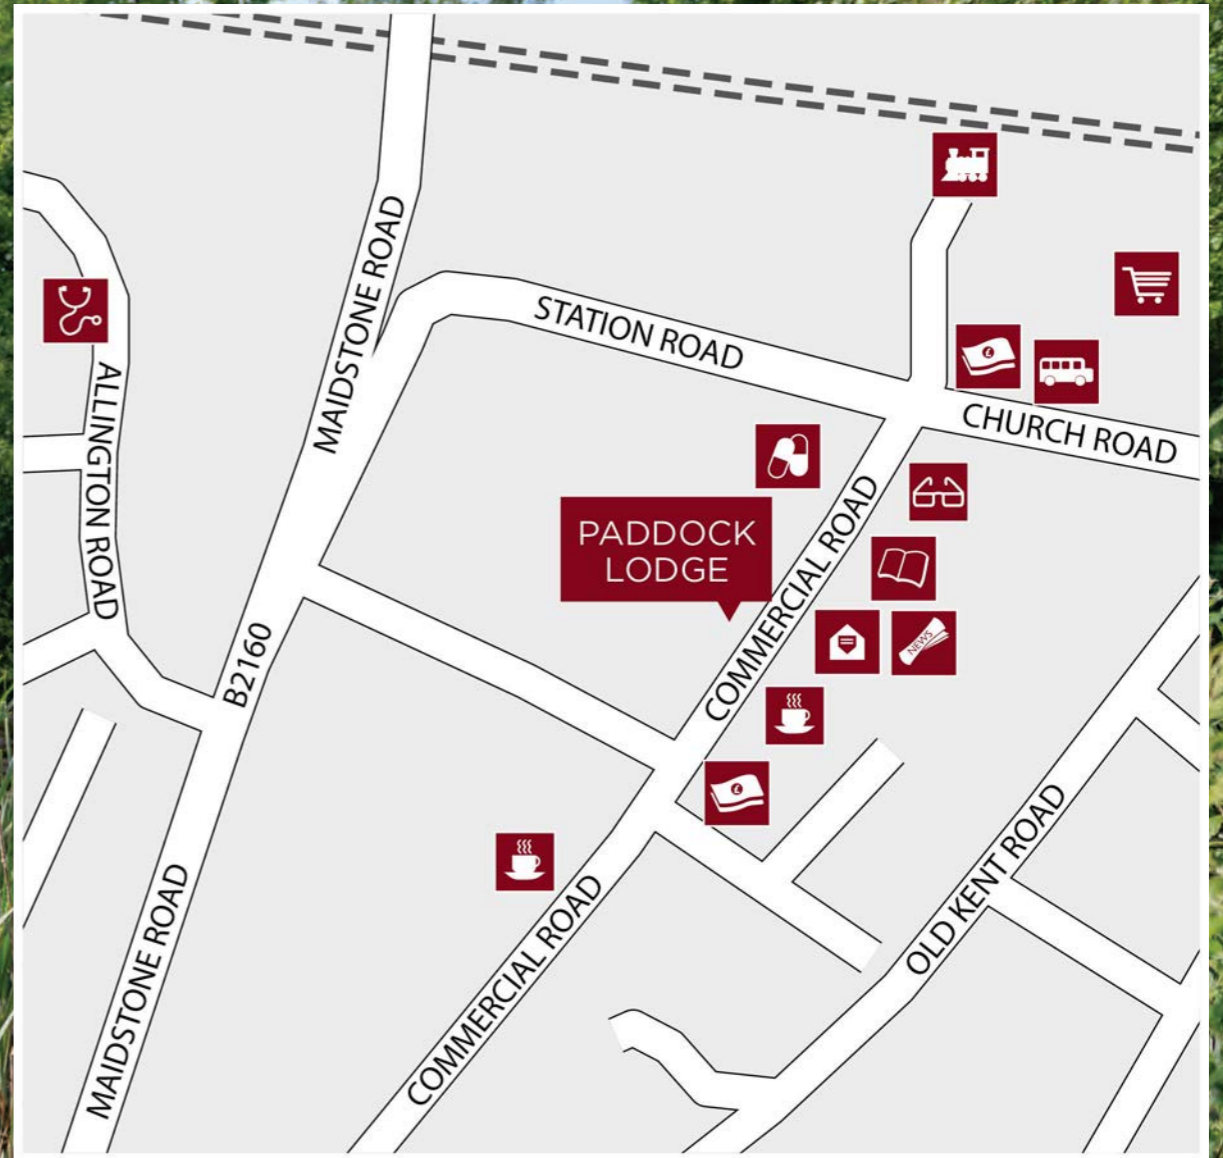 MAIDSTONE ROAD
STATION ROAD
CHURCH ROAD
ALLINGTON ROAD
PADDOCK
LODGE
COMMERCIAL ROAD
NEWS
B2160
OLD KENT ROAD
MAIDSTONE ROAD
COMMERCIAL ROAD
£
£